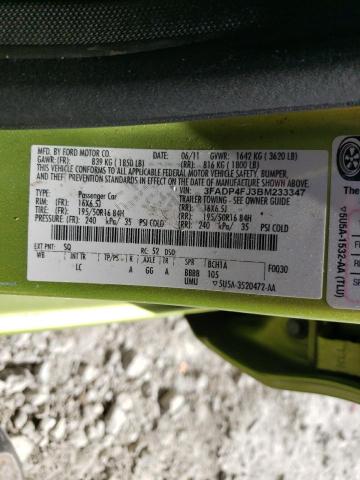 MFD. BY FORD MOTOR CO.
DATE: 06/11 GVWR: 1642 KG ( 3620 LB)
GAWR: (FR): 839 KG ( 1850 LB) (RR): 816 KG ( 1800 LB)
THIS VEHICLE CONFORMS TO ALL APPLICABLE FEDERAL MOTOR VEHICLE SAFETY, BUMPER,
AND THEFT PREVENTION STANDARDS IN EFFECT ON THE DATE OF MANUFACTURE SHOWN ABOVE.
VIN: 3FADP4FJ3BM233347
TYPE: Passenger Car TRAILER TOWING - SEE OWNER GUIDE
RIM: (FR): 16X6.5J (RR): 16X6.5J
TIRE: (FR): 195/50R16 84H (RR): 195/50R16 84H
PRESSURE: (FR): 240 kPa/ 35 PSI COLD (RR): 240 kPa/ 35 PSI COLD
EXT PNT: SQ RC: 52 DSO:
WB INT TR TP/PS R AXLE TR SPR BCH1A F0030
LC A GG A BBBB 105
UMU 5U5A-3520472-AA
The
5U5A-1532-AA (TLU)